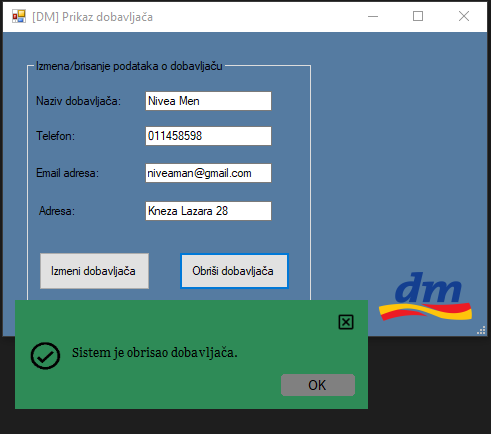 [DM] Prikaz dobavljača
Izmena/brisanje podataka o dobavljaču
Naziv dobavljača: Nivea Men
Telefon: 011458598
Email adresa: niveaman@gmail.com
Adresa: Kneza Lazara 28
Izmeni dobavljača Obriši dobavljača
dm
Sistem je obrisao dobavljača.
OK